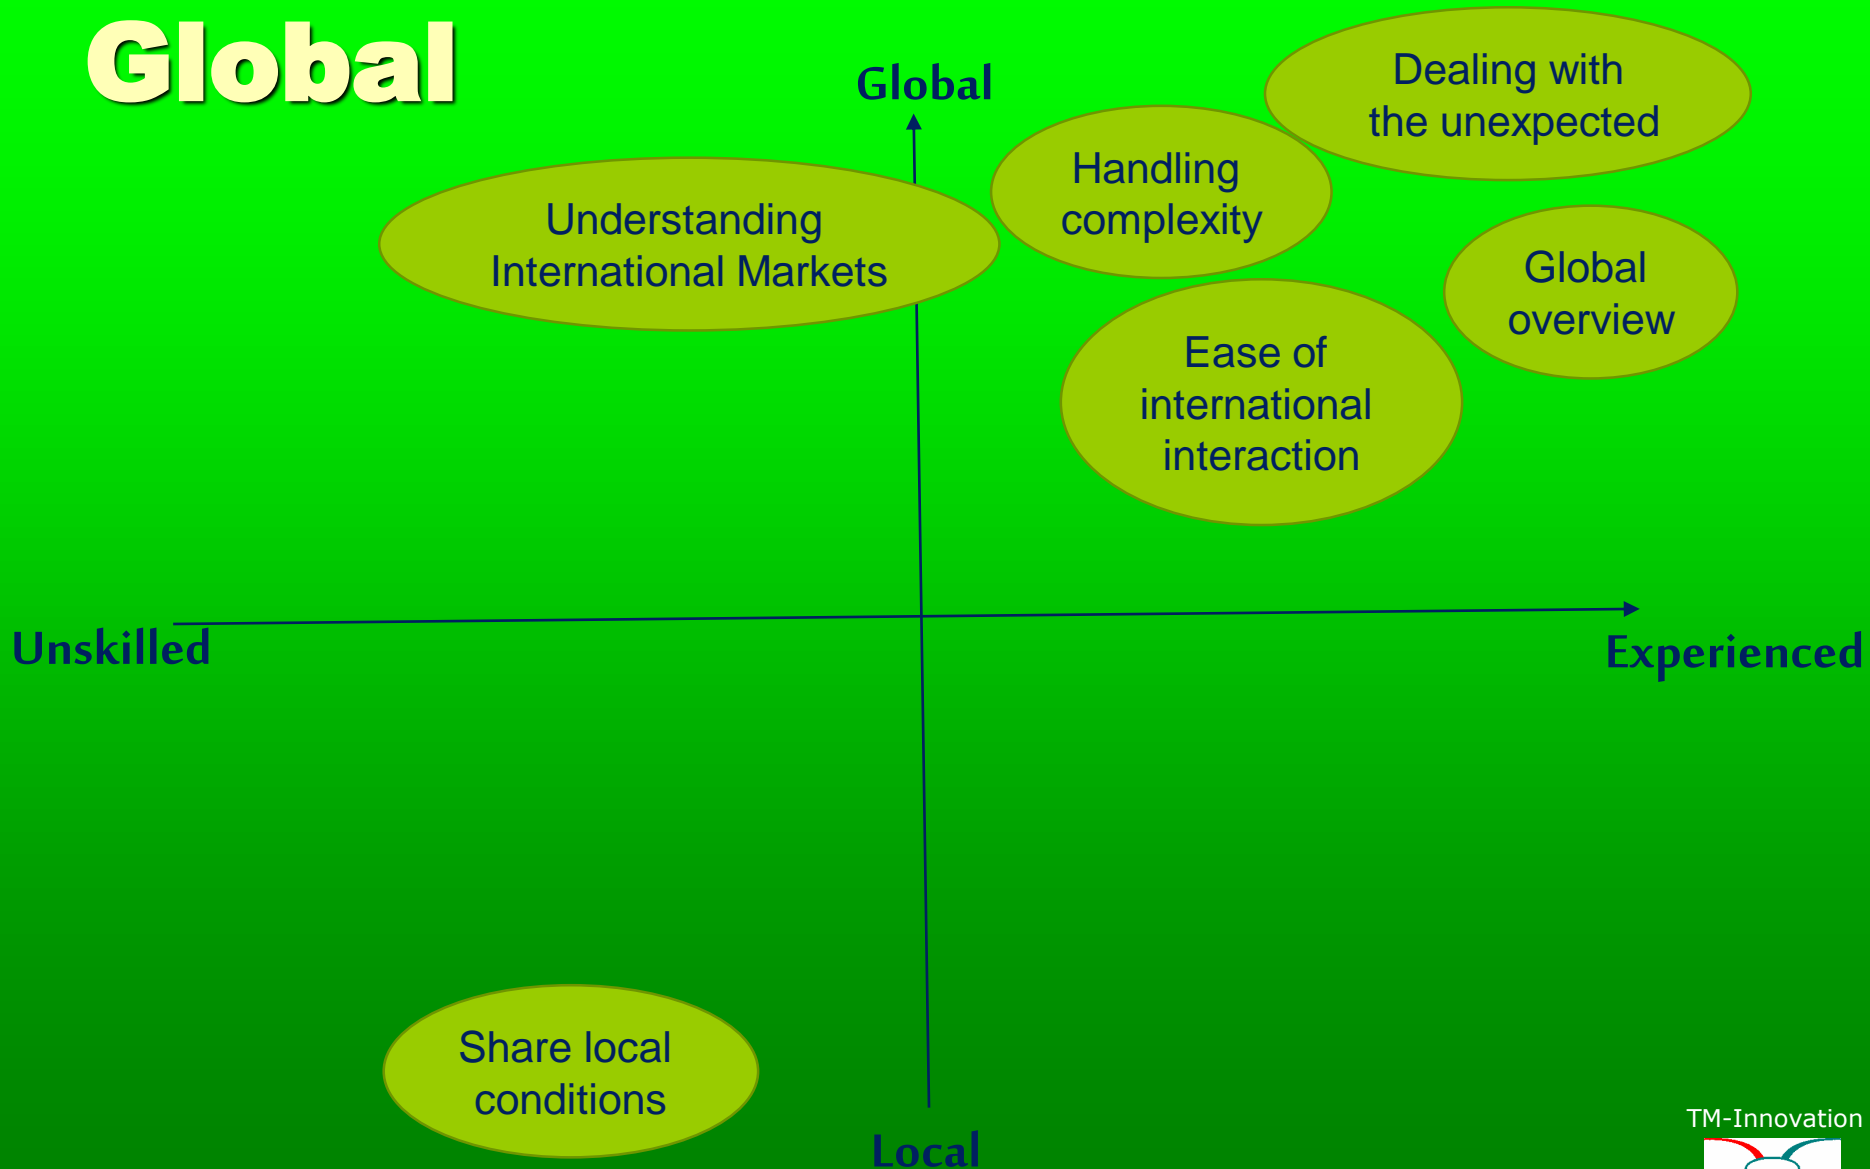 Global
Global
Dealing with
the unexpected
Handling
complexity
Understanding
International Markets
Global
overview
Ease of
international
interaction
Unskilled
Experienced
Share local
conditions
Local
TM-Innovation